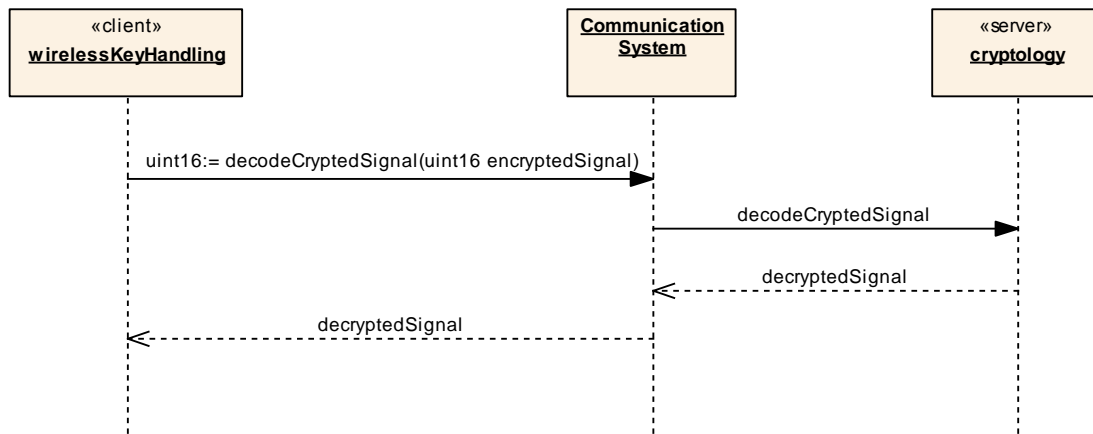 «client»
wirelessKeyHandling
Communication
System
«server»
cryptology
uint16:= decodeCryptedSignal(uint16 encryptedSignal)
decodeCryptedSignal
decryptedSignal
decryptedSignal